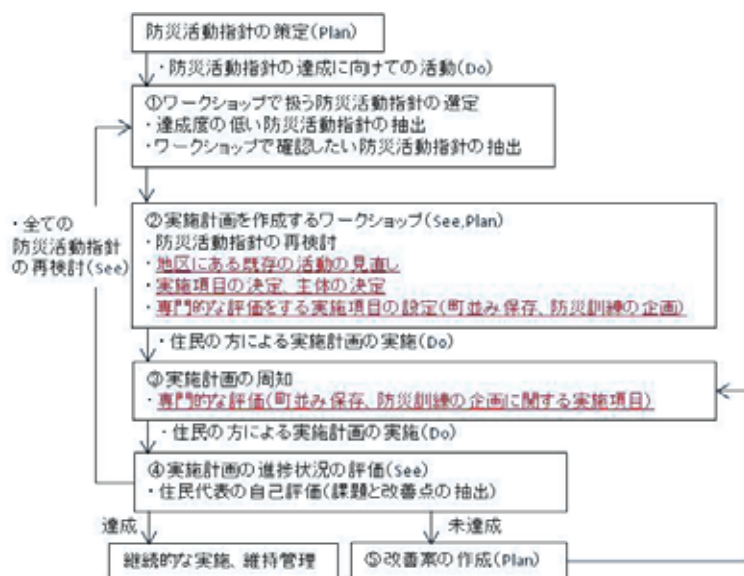 防災活動指針の策定(Plan)
・防災活動指針の達成に向けての活動(Do)
①ワークショップで扱う防災活動指針の選定
・達成度の低い防災活動指針の抽出
・ワークショップで確認したい防災活動指針の抽出
・全ての
防災活動指針
の再検討(See)
②実施計画を作成するワークショップ(See,Plan)
・防災活動指針の再検討
・地区にある既存の活動の見直し
・実施項目の決定、主体の決定
・専門的な評価をする実施項目の設定(町並み保存、防災訓練の企画)
・住民の方による実施計画の実施(Do)
③実施計画の周知
・専門的な評価(町並み保存、防災訓練の企画に関する実施項目)
・住民の方による実施計画の実施(Do)
④実施計画の進捗状況の評価(See)
・住民代表の自己評価(課題と改善点の抽出)
達成
未達成
継続的な実施、維持管理
⑤改善案の作成(Plan)